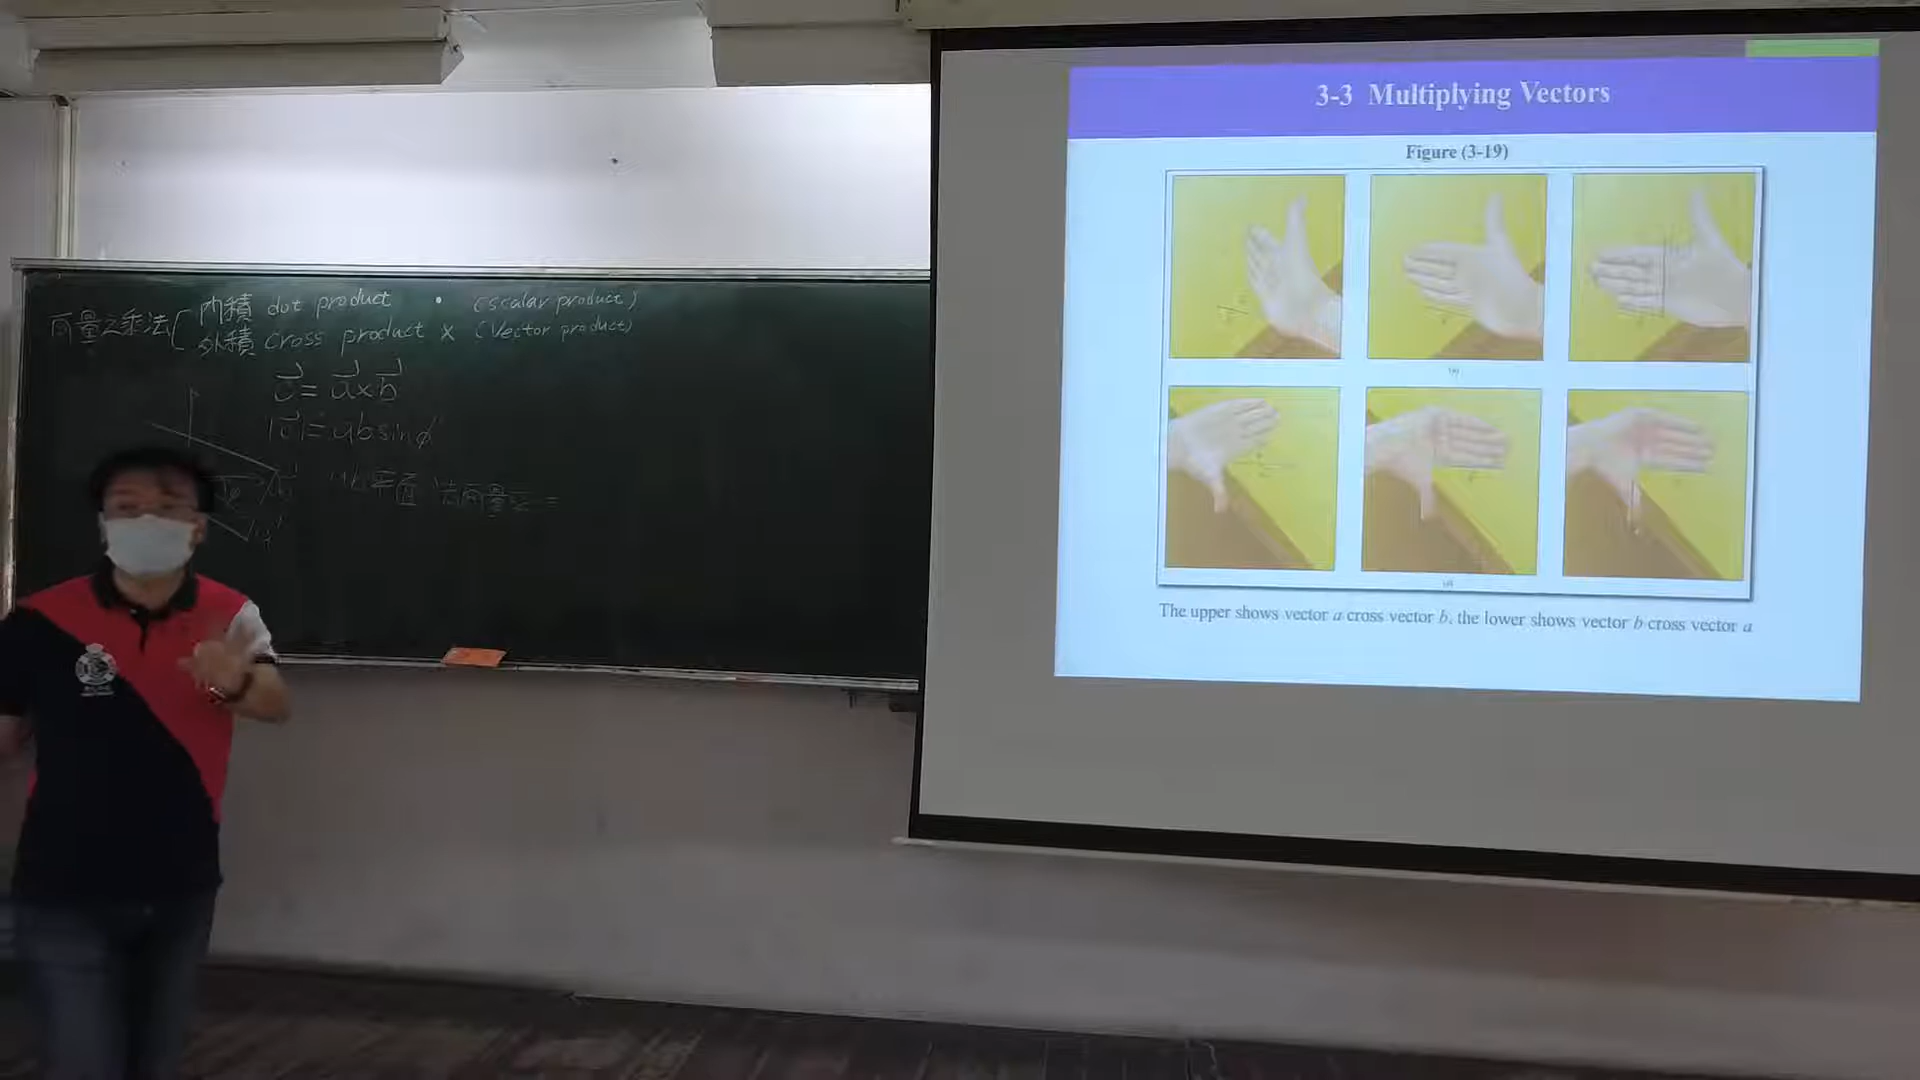 向量之乘法
內積 dot product · (scalar product)
外積 cross product × (Vector product)
c⃗ = a⃗ × b⃗
|c⃗| = ab sin φ
3-3 Multiplying Vectors
Figure (3-19)
The upper shows vector a cross vector b, the lower shows vector b cross vector a